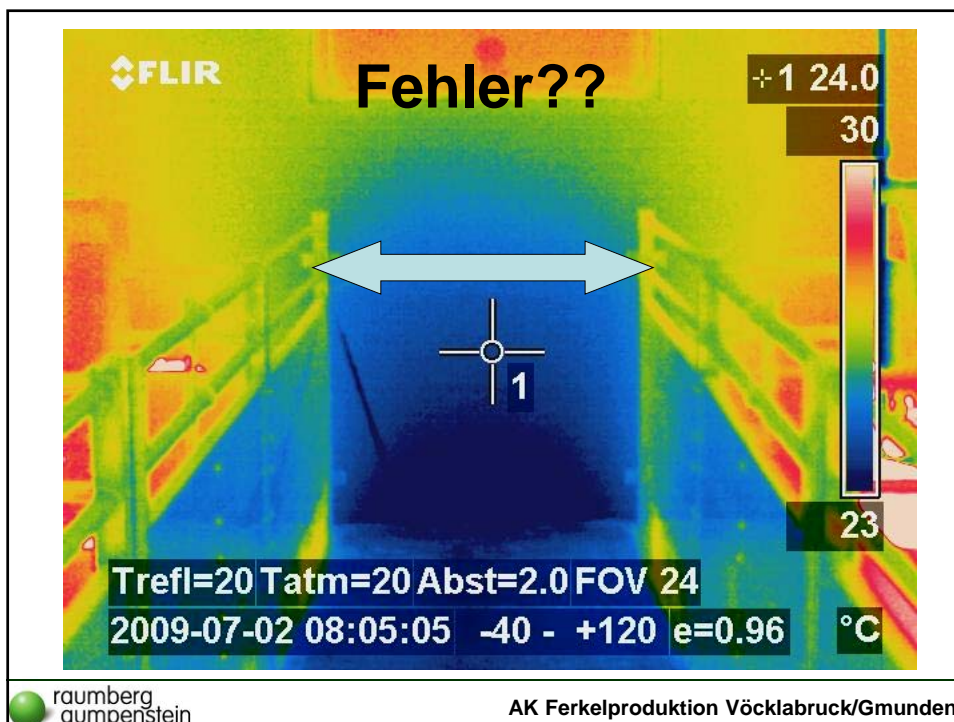 FLIR
Fehler??
1 24.0
30
1
23
Trefl=20 Tatm=20 Abst=2.0 FOV 24
2009-07-02 08:05:05 -40 - +120 e=0.96 °C
raumberg
gumpenstein
AK Ferkelproduktion Vöcklabruck/Gmunden